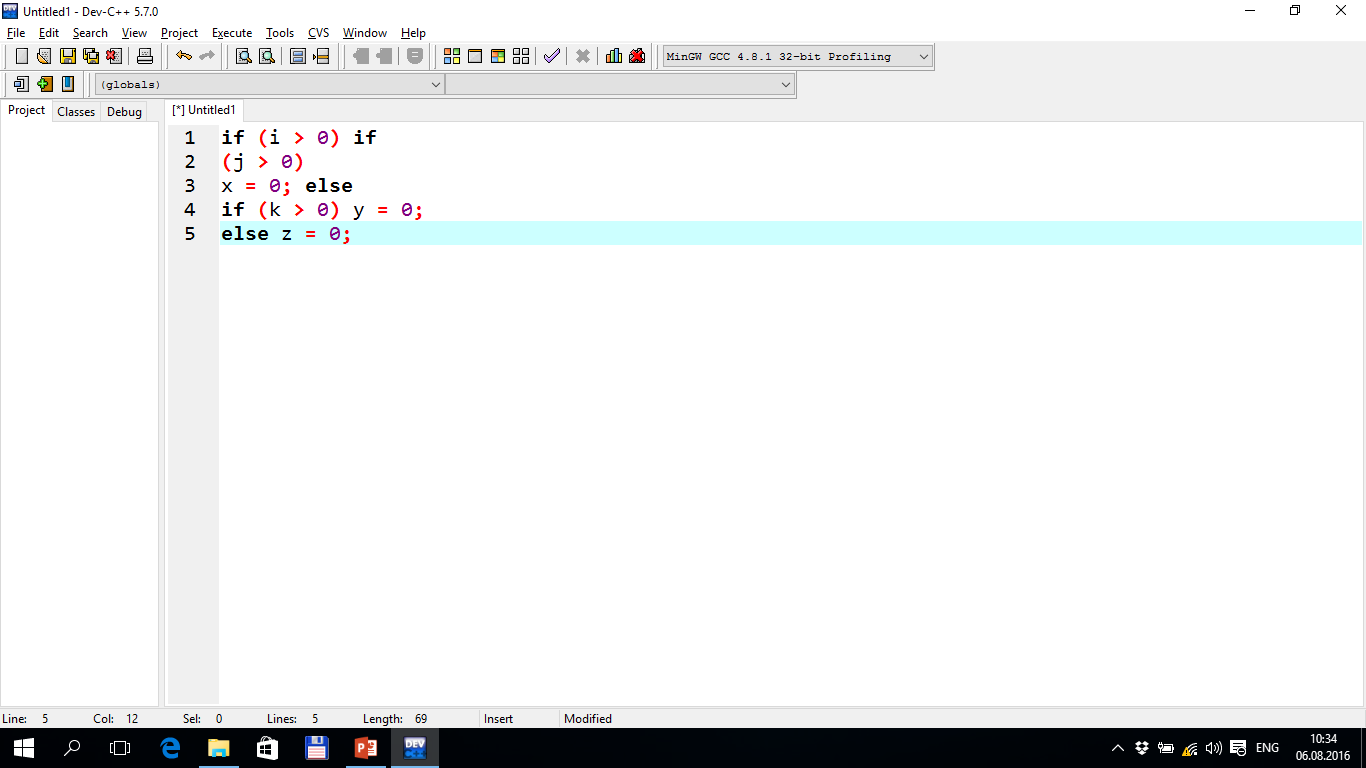 Untitled1 - Dev-C++ 5.7.0
File Edit Search View Project Execute Tools CVS Window Help
MinGW GCC 4.8.1 32-bit Profiling
(globals)
Project Classes Debug [*] Untitled1
1 if (i > 0) if
2 (j > 0)
3 x = 0; else
4 if (k > 0) y = 0;
5 else z = 0;
Line: 5 Col: 12 Sel: 0 Lines: 5 Length: 69 Insert Modified
ENG
10:34
06.08.2016